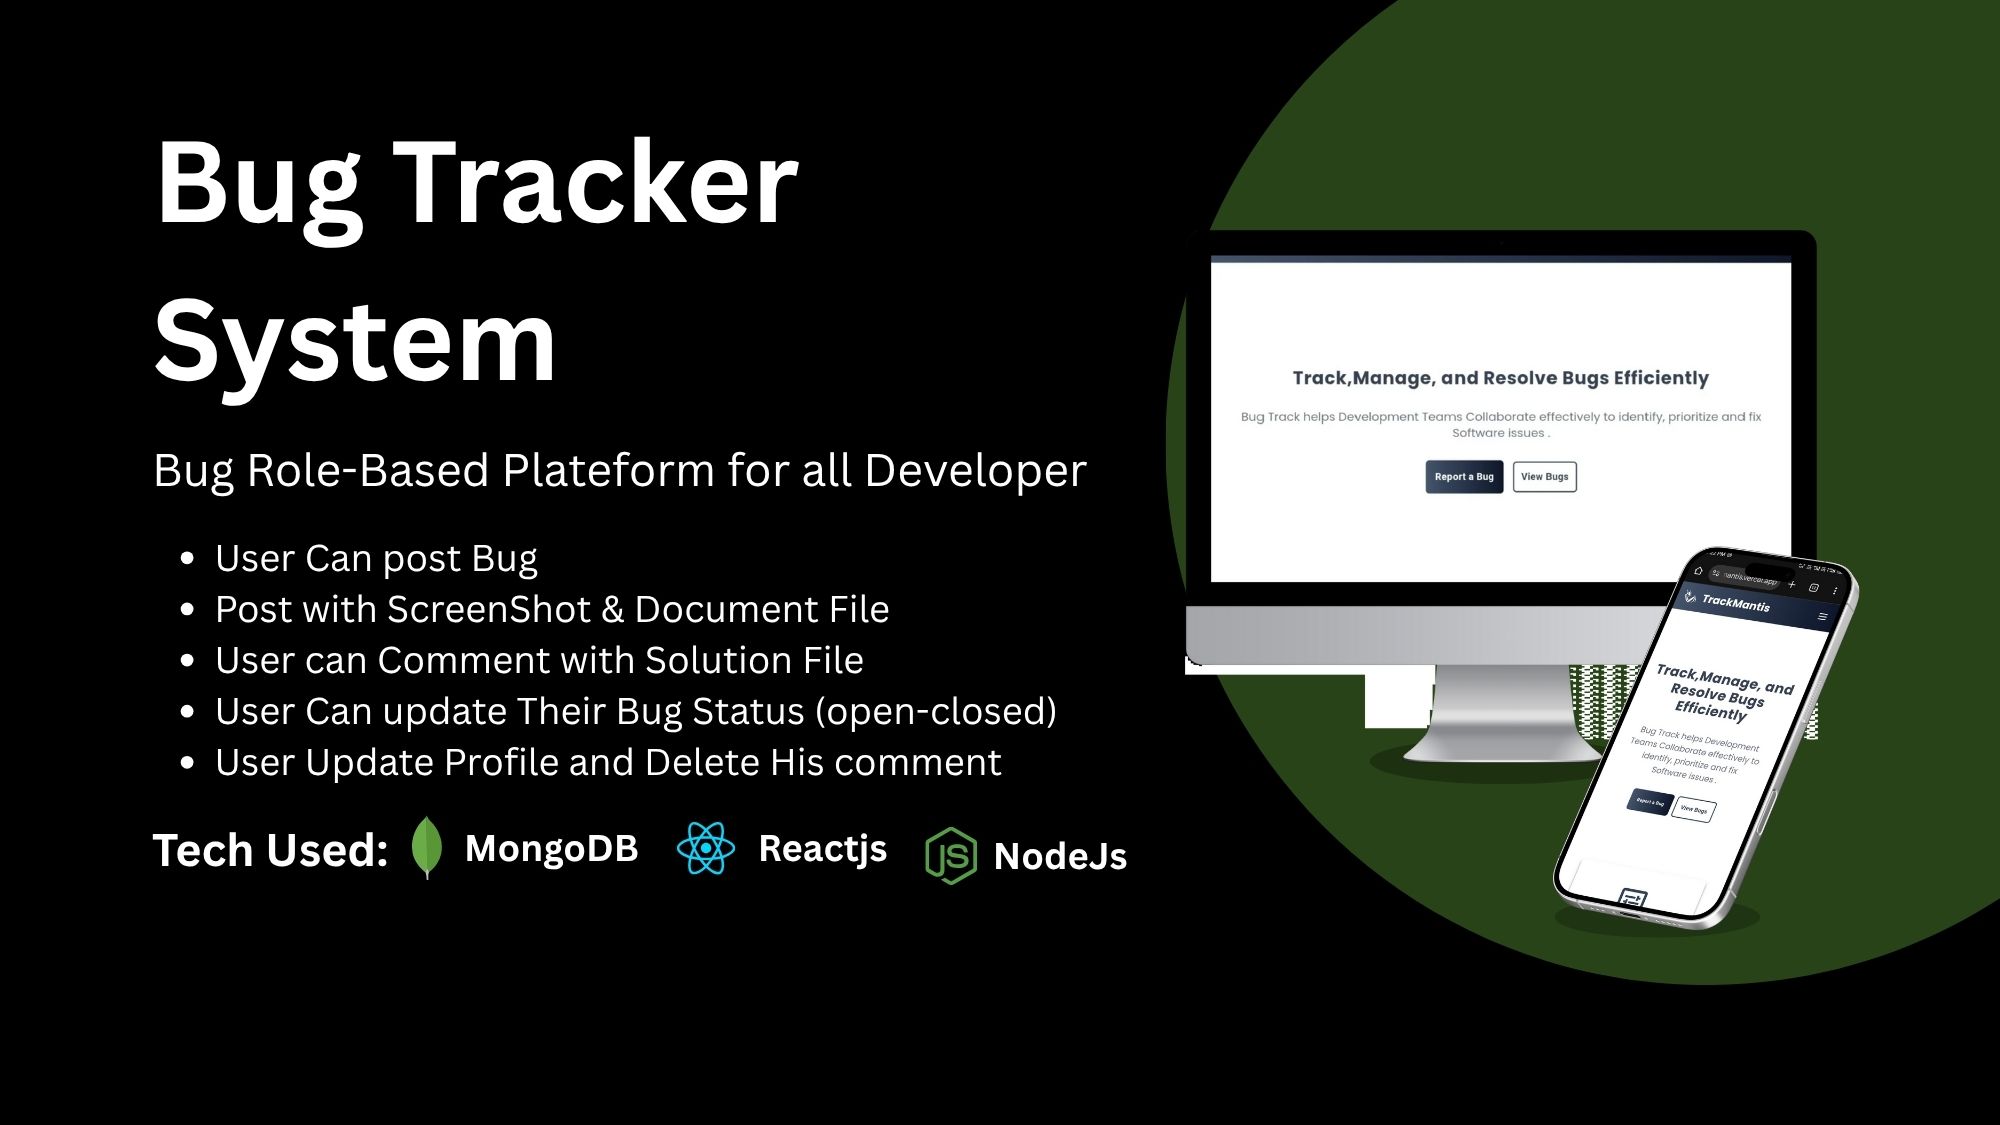 Bug Tracker
System
Bug Role-Based Plateform for all Developer
User Can post Bug
Post with ScreenShot & Document File
User can Comment with Solution File
User Can update Their Bug Status (open-closed)
User Update Profile and Delete His comment
Tech Used: MongoDB Reactjs NodeJs
Track,Manage, and Resolve Bugs Efficiently
Bug Track helps Development Teams Collaborate effectively to identify, prioritize and fix
Software issues .
Report a Bug View Bugs
TrackMantis
Track,Manage, and
Resolve Bugs
Efficiently
Bug Track helps Development
Teams Collaborate effectively to
identify, prioritize and fix
Software issues .
Report a Bug View Bugs